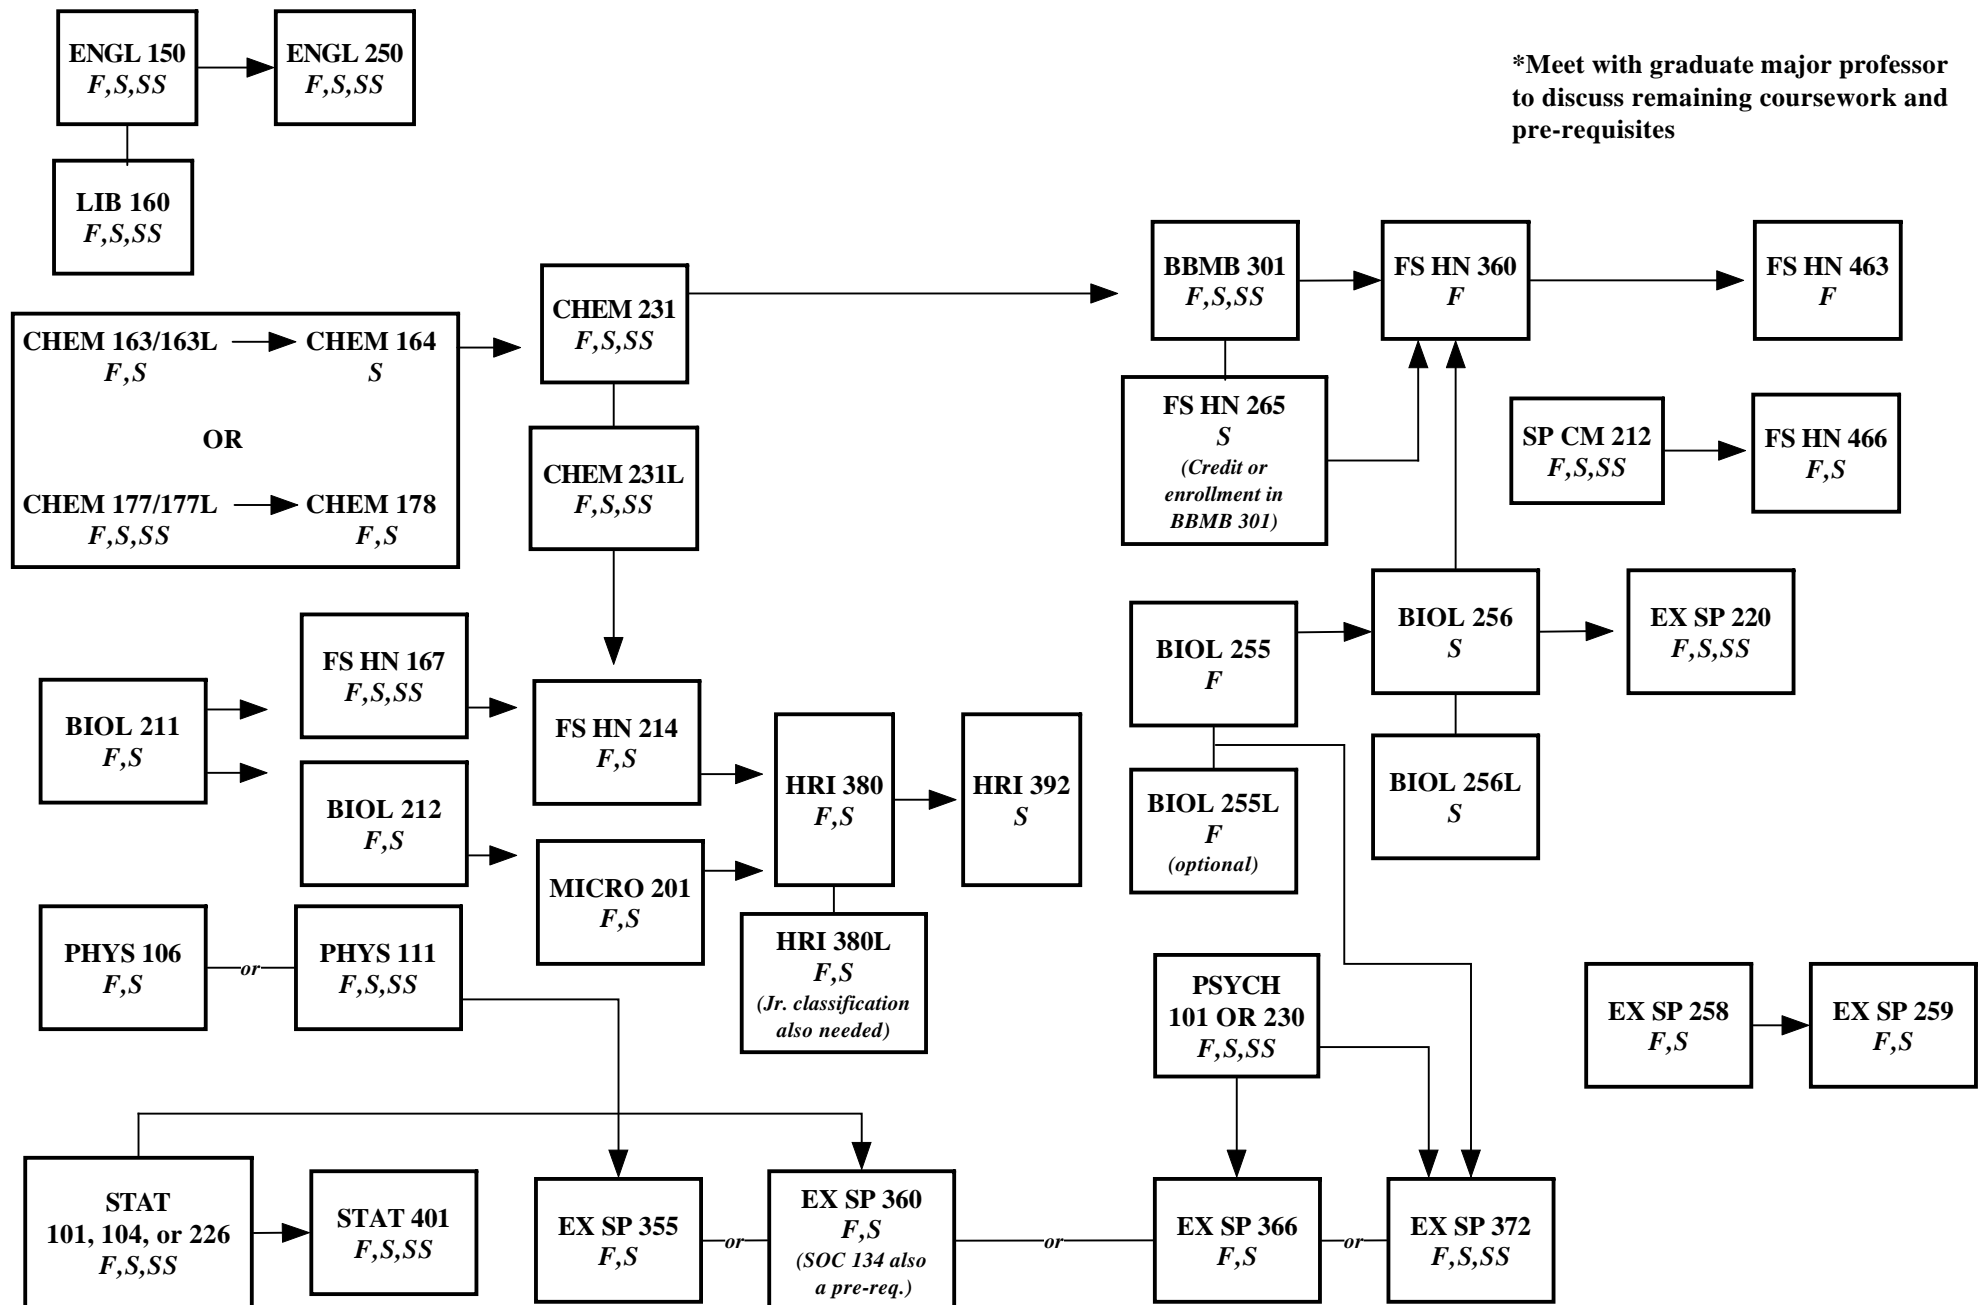 ENGL 150
F,S,SS
ENGL 250
F,S,SS
*Meet with graduate major professor
to discuss remaining coursework and
pre-requisites
LIB 160
F,S,SS
CHEM 163/163L
F,S
CHEM 164
S
OR
CHEM 177/177L
F,S,SS
CHEM 178
F,S
CHEM 231
F,S,SS
CHEM 231L
F,S,SS
BBMB 301
F,S,SS
FS HN 360
F
FS HN 463
F
FS HN 265
S
(Credit or
enrollment in
BBMB 301)
SP CM 212
F,S,SS
FS HN 466
F,S
BIOL 211
F,S
FS HN 167
F,S,SS
BIOL 212
F,S
FS HN 214
F,S
MICRO 201
F,S
HRI 380
F,S
HRI 392
S
HRI 380L
F,S
(Jr. classification
also needed)
BIOL 255
F
BIOL 256
S
EX SP 220
F,S,SS
BIOL 255L
F
(optional)
BIOL 256L
S
PHYS 106
F,S
or
PHYS 111
F,S,SS
PSYCH
101 OR 230
F,S,SS
EX SP 258
F,S
EX SP 259
F,S
STAT
101, 104, or 226
F,S,SS
STAT 401
F,S,SS
EX SP 355
F,S
or
EX SP 360
F,S
(SOC 134 also
a pre-req.)
or
EX SP 366
F,S
or
EX SP 372
F,S,SS